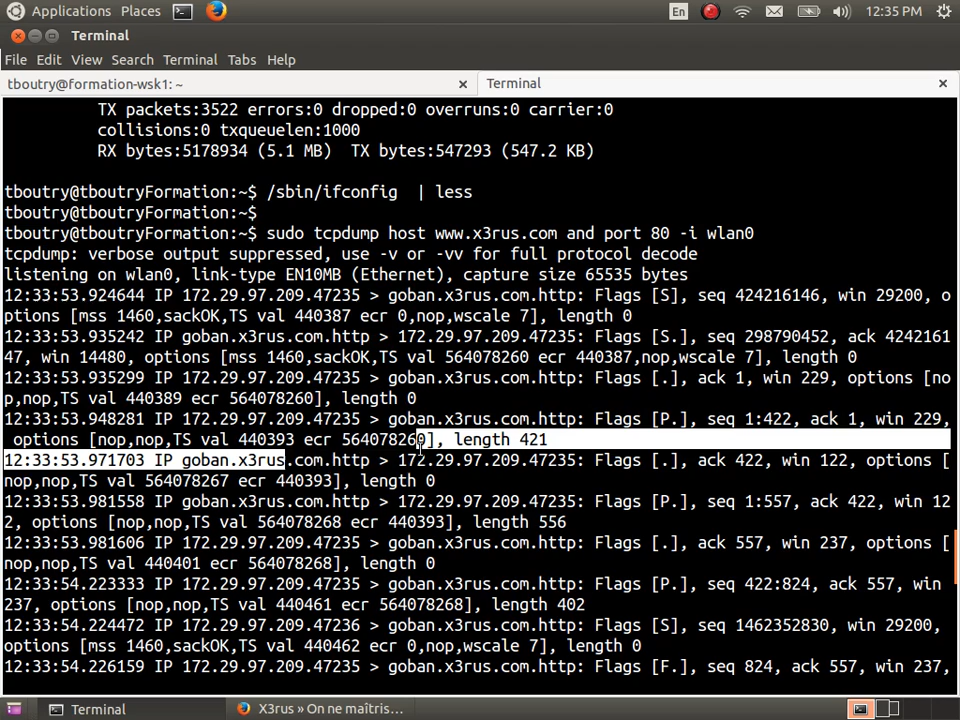 Applications Places En 12:35 PM
Terminal
File Edit View Search Terminal Tabs Help
tboutry@formation-wsk1: ~ Terminal
TX packets:3522 errors:0 dropped:0 overruns:0 carrier:0
collisions:0 txqueuelen:1000
RX bytes:5178934 (5.1 MB)  TX bytes:547293 (547.2 KB)
tboutry@tboutryFormation:~$ /sbin/ifconfig  | less
tboutry@tboutryFormation:~$
tboutry@tboutryFormation:~$ sudo tcpdump host www.x3rus.com and port 80 -i wlan0
tcpdump: verbose output suppressed, use -v or -vv for full protocol decode
listening on wlan0, link-type EN10MB (Ethernet), capture size 65535 bytes
12:33:53.924644 IP 172.29.97.209.47235 > goban.x3rus.com.http: Flags [S], seq 424216146, win 29200, o
ptions [mss 1460,sackOK,TS val 440387 ecr 0,nop,wscale 7], length 0
12:33:53.935242 IP goban.x3rus.com.http > 172.29.97.209.47235: Flags [S.], seq 298790452, ack 4242161
47, win 14480, options [mss 1460,sackOK,TS val 564078260 ecr 440387,nop,wscale 7], length 0
12:33:53.935299 IP 172.29.97.209.47235 > goban.x3rus.com.http: Flags [.], ack 1, win 229, options [no
p,nop,TS val 440389 ecr 564078260], length 0
12:33:53.948281 IP 172.29.97.209.47235 > goban.x3rus.com.http: Flags [P.], seq 1:422, ack 1, win 229,
options [nop,nop,TS val 440393 ecr 564078260], length 421
12:33:53.971703 IP goban.x3rus.com.http > 172.29.97.209.47235: Flags [.], ack 422, win 122, options [
nop,nop,TS val 564078267 ecr 440393], length 0
12:33:53.981558 IP goban.x3rus.com.http > 172.29.97.209.47235: Flags [P.], seq 1:557, ack 422, win 12
2, options [nop,nop,TS val 564078268 ecr 440393], length 556
12:33:53.981606 IP 172.29.97.209.47235 > goban.x3rus.com.http: Flags [.], ack 557, win 237, options [
nop,nop,TS val 440401 ecr 564078268], length 0
12:33:54.223333 IP 172.29.97.209.47235 > goban.x3rus.com.http: Flags [P.], seq 422:824, ack 557, win
237, options [nop,nop,TS val 440461 ecr 564078268], length 402
12:33:54.224472 IP 172.29.97.209.47236 > goban.x3rus.com.http: Flags [S], seq 1462352830, win 29200,
options [mss 1460,sackOK,TS val 440462 ecr 0,nop,wscale 7], length 0
12:33:54.226159 IP 172.29.97.209.47235 > goban.x3rus.com.http: Flags [F.], seq 824, ack 557, win 237,
Terminal X3rus » On ne maîtris...